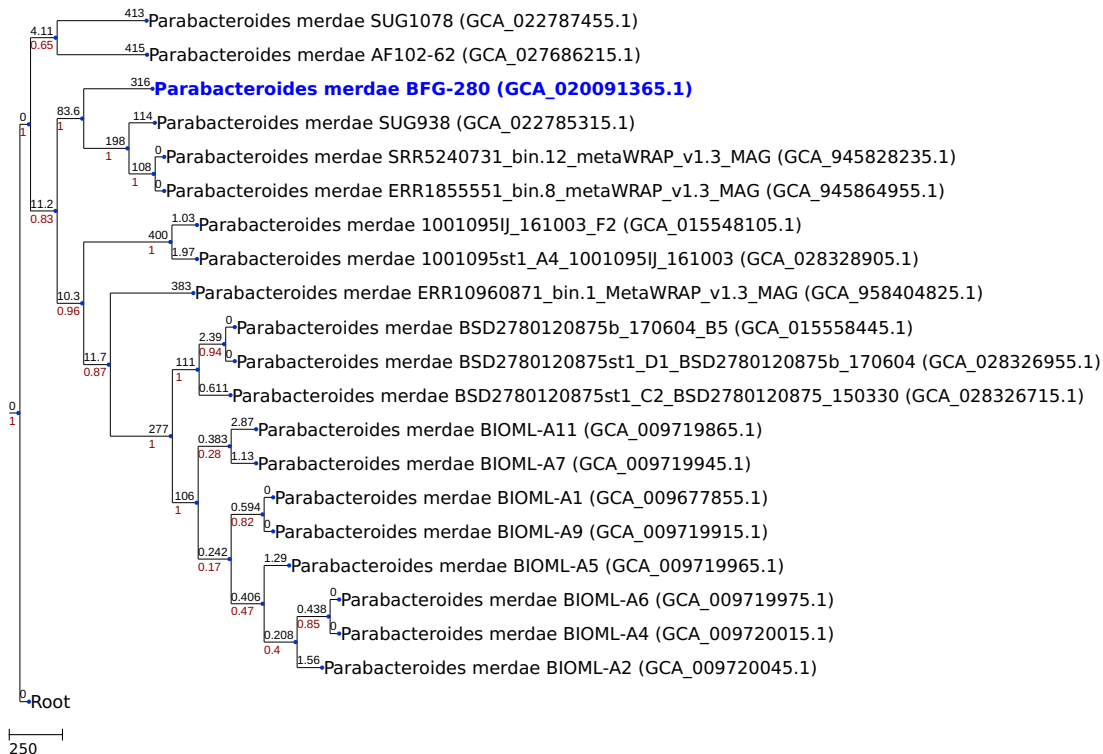 413 Parabacteroides merdae SUG1078 (GCA_022787455.1)
4.11
0.65
415 Parabacteroides merdae AF102-62 (GCA_027686215.1)
316 Parabacteroides merdae BFG-280 (GCA_020091365.1)
0
1
83.6
1
114 Parabacteroides merdae SUG938 (GCA_022785315.1)
198
1
0 Parabacteroides merdae SRR5240731_bin.12_metaWRAP_v1.3_MAG (GCA_945828235.1)
108
1
0 Parabacteroides merdae ERR1855551_bin.8_metaWRAP_v1.3_MAG (GCA_945864955.1)
11.2
0.83
1.03 Parabacteroides merdae 1001095IJ_161003_F2 (GCA_015548105.1)
400
1
1.97 Parabacteroides merdae 1001095st1_A4_1001095IJ_161003 (GCA_028328905.1)
10.3
0.96
383 Parabacteroides merdae ERR10960871_bin.1_MetaWRAP_v1.3_MAG (GCA_958404825.1)
0 Parabacteroides merdae BSD2780120875b_170604_B5 (GCA_015558445.1)
2.39
0.94
0 Parabacteroides merdae BSD2780120875st1_D1_BSD2780120875b_170604 (GCA_028326955.1)
11.7
0.87
111
1
0.611 Parabacteroides merdae BSD2780120875st1_C2_BSD2780120875_150330 (GCA_028326715.1)
0
1
277
1
2.87 Parabacteroides merdae BIOML-A11 (GCA_009719865.1)
0.383
0.28
1.13 Parabacteroides merdae BIOML-A7 (GCA_009719945.1)
106
1
0 Parabacteroides merdae BIOML-A1 (GCA_009677855.1)
0.594
0.82
0 Parabacteroides merdae BIOML-A9 (GCA_009719915.1)
0.242
0.17
1.29 Parabacteroides merdae BIOML-A5 (GCA_009719965.1)
0.406
0.47
0 Parabacteroides merdae BIOML-A6 (GCA_009719975.1)
0.438
0.85
0 Parabacteroides merdae BIOML-A4 (GCA_009720015.1)
0.208
0.4
1.56 Parabacteroides merdae BIOML-A2 (GCA_009720045.1)
0 Root
250